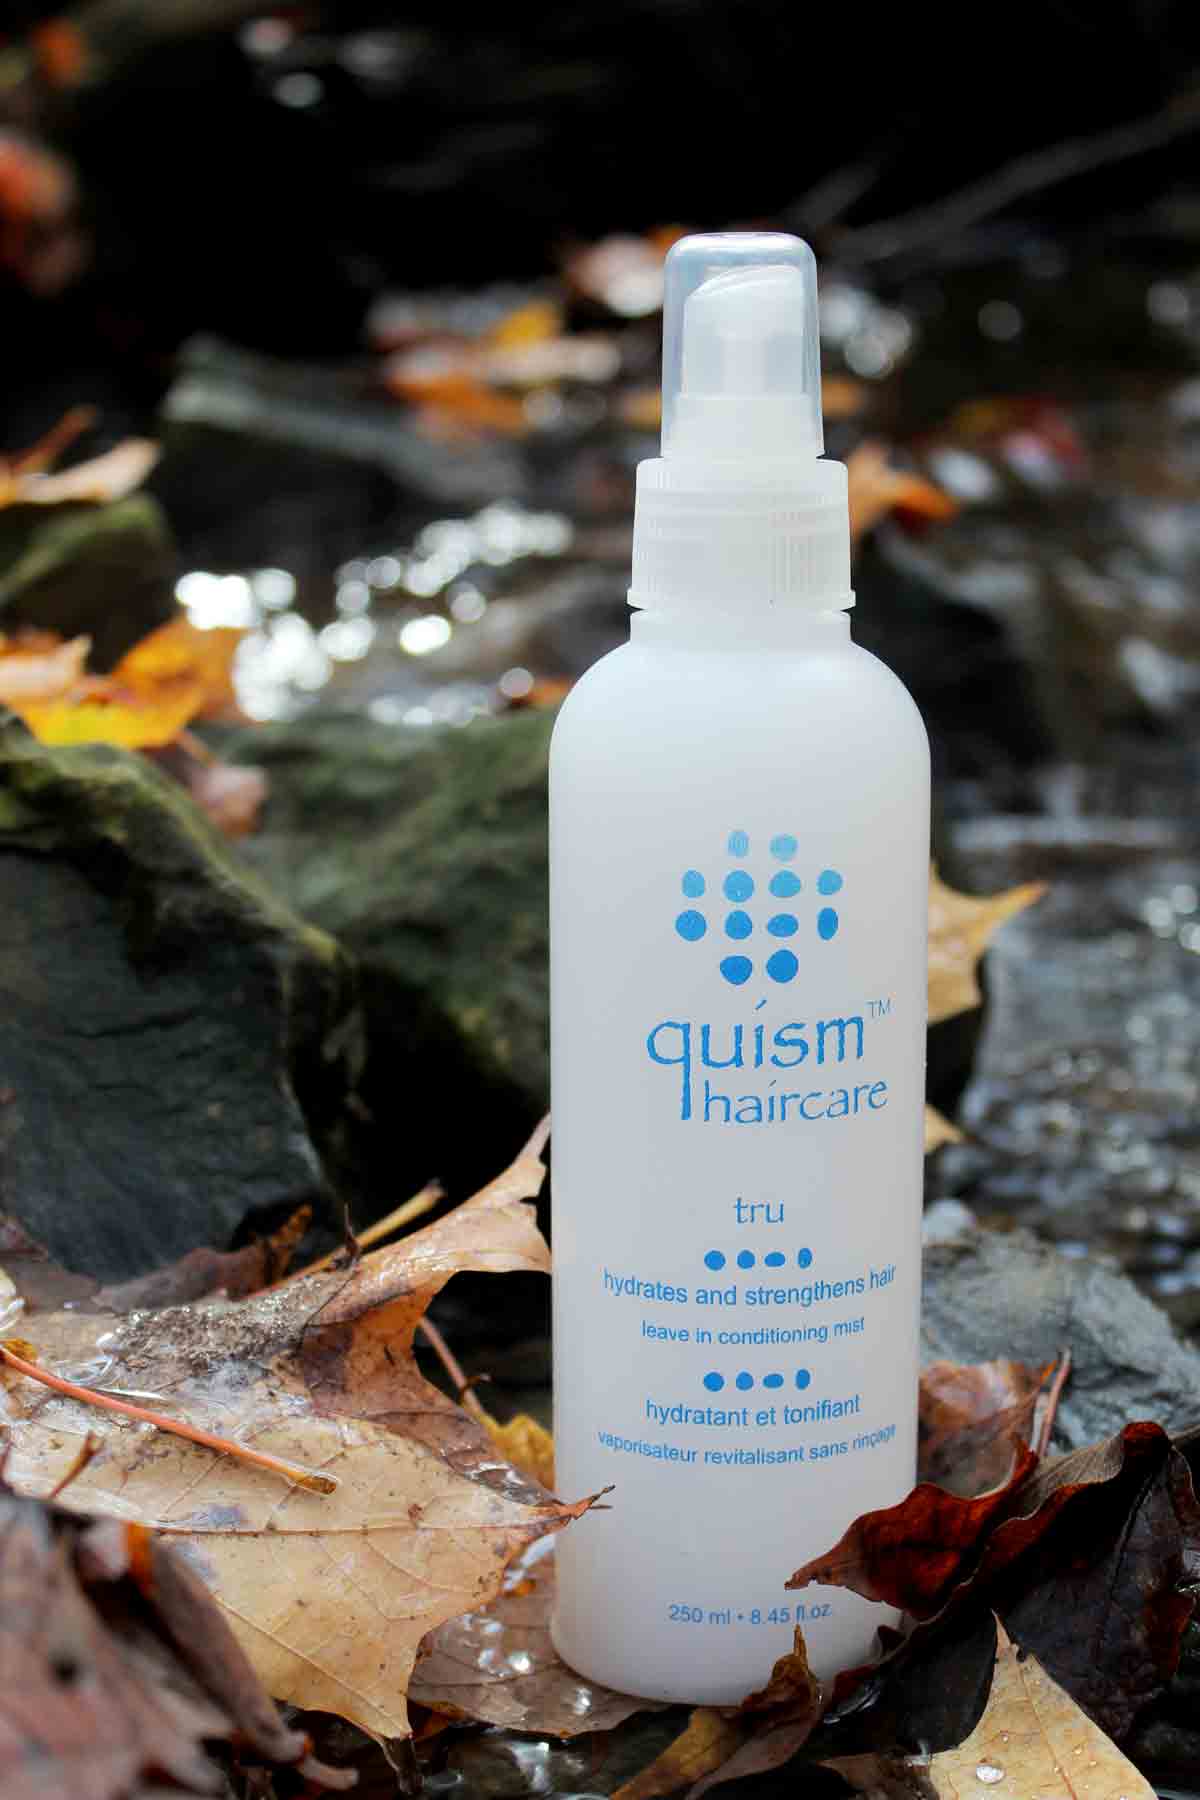 quism™
haircare
tru
hydrates and strengthens hair
leave in conditioning mist
hydratant et tonifiant
vaporisateur revitalisant sans rinçage
250 ml • 8.45 fl.oz.